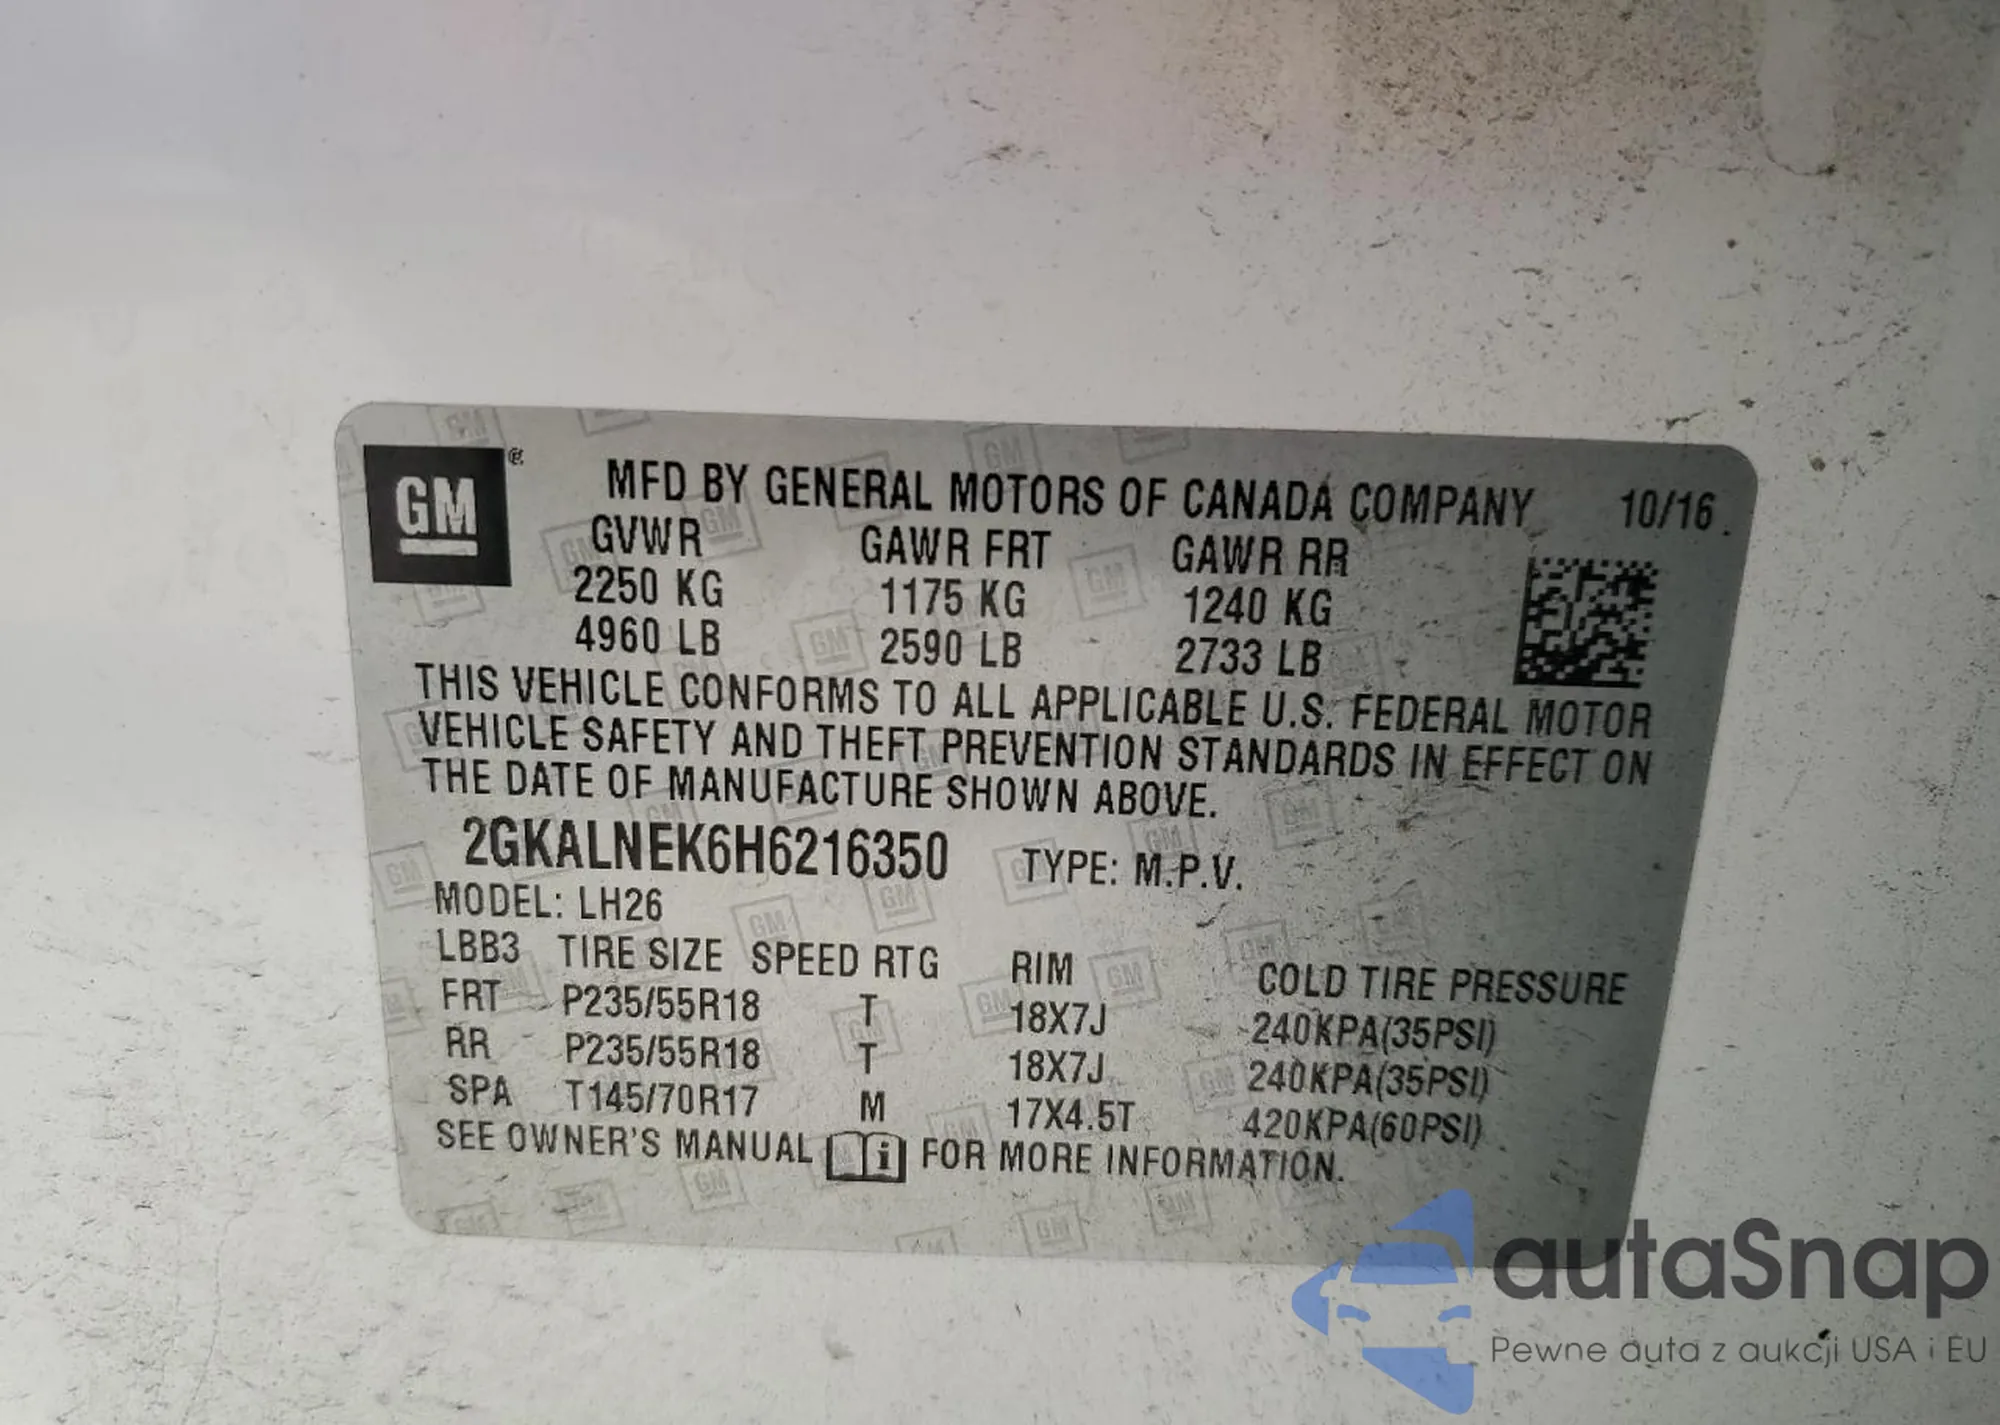 GM
MFD BY GENERAL MOTORS OF CANADA COMPANY 10/16
GVWR GAWR FRT GAWR RR
2250 KG 1175 KG 1240 KG
4960 LB 2590 LB 2733 LB
THIS VEHICLE CONFORMS TO ALL APPLICABLE U.S. FEDERAL MOTOR
VEHICLE SAFETY AND THEFT PREVENTION STANDARDS IN EFFECT ON
THE DATE OF MANUFACTURE SHOWN ABOVE.
2GKALNEK6H6216350 TYPE: M.P.V.
MODEL: LH26
LBB3 TIRE SIZE SPEED RTG RIM COLD TIRE PRESSURE
FRT P235/55R18 T 18X7J 240KPA(35PSI)
RR P235/55R18 T 18X7J 240KPA(35PSI)
SPA T145/70R17 M 17X4.5T 420KPA(60PSI)
SEE OWNER'S MANUAL i FOR MORE INFORMATION.
autaSnap
Pewne auta z aukcji USA i EU